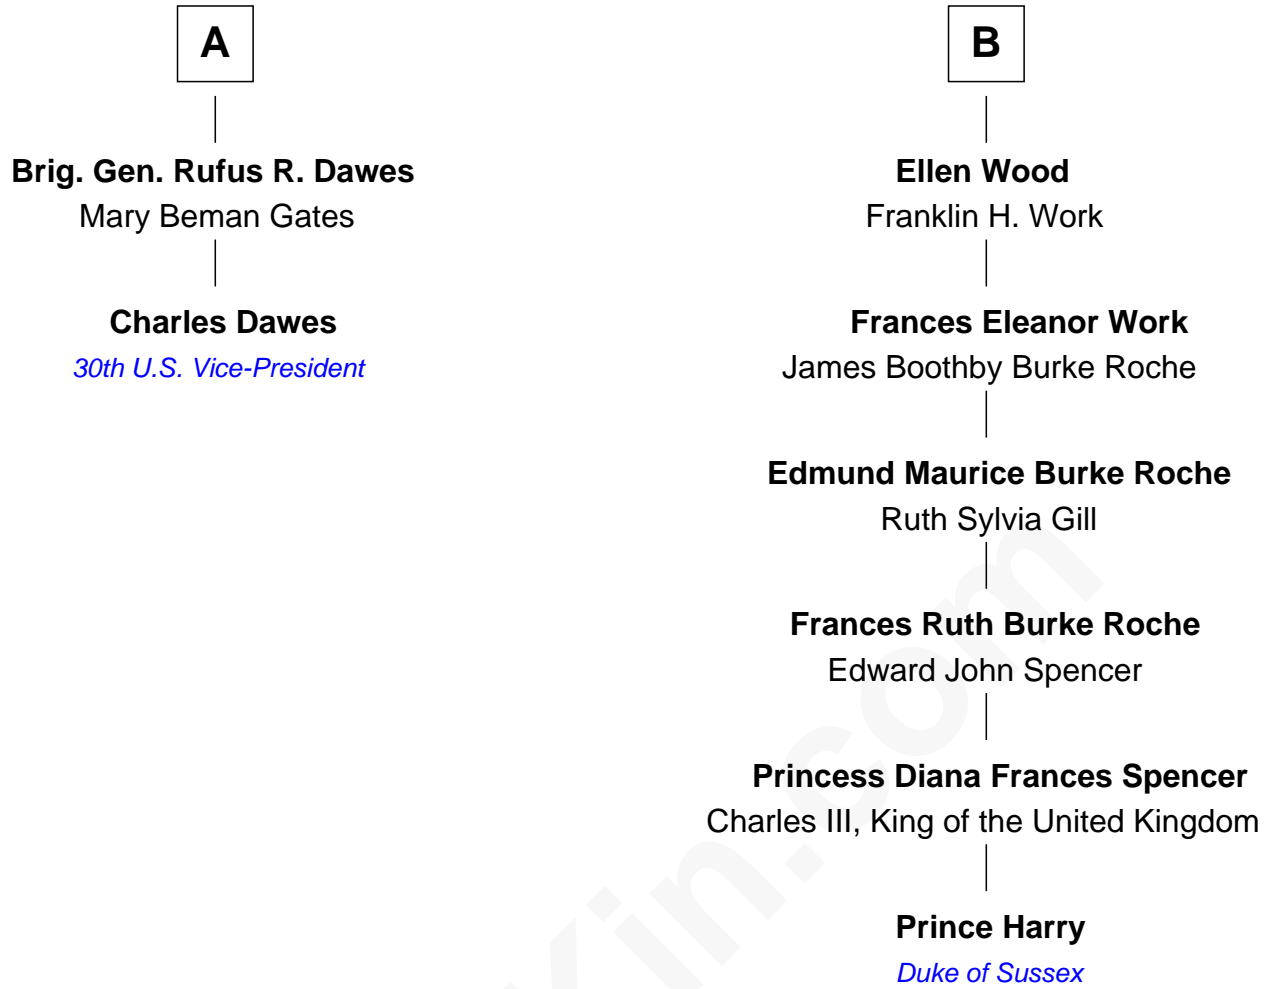 A
Brig. Gen. Rufus R. Dawes
Mary Beman Gates
Charles Dawes
30th U.S. Vice-President
B
Ellen Wood
Franklin H. Work
Frances Eleanor Work
James Boothby Burke Roche
Edmund Maurice Burke Roche
Ruth Sylvia Gill
Frances Ruth Burke Roche
Edward John Spencer
Princess Diana Frances Spencer
Charles III, King of the United Kingdom
Prince Harry
Duke of Sussex